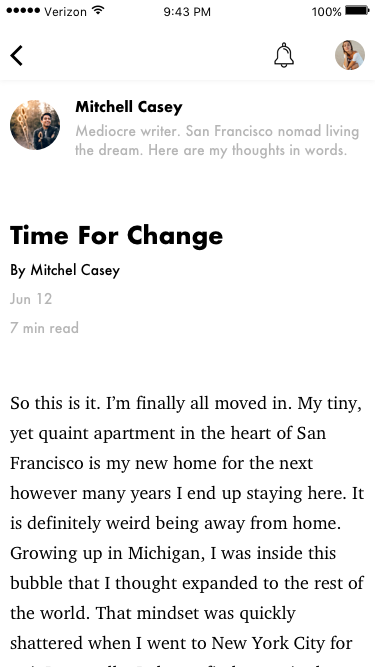 Verizon 9:43 PM 100%
Mitchell Casey
Mediocre writer. San Francisco nomad living
the dream. Here are my thoughts in words.
Time For Change
By Mitchel Casey
Jun 12
7 min read
So this is it. I’m finally all moved in. My tiny,
yet quaint apartment in the heart of San
Francisco is my new home for the next
however many years I end up staying here. It
is definitely weird being away from home.
Growing up in Michigan, I was inside this
bubble that I thought expanded to the rest of
the world. That mindset was quickly
shattered when I went to New York City for